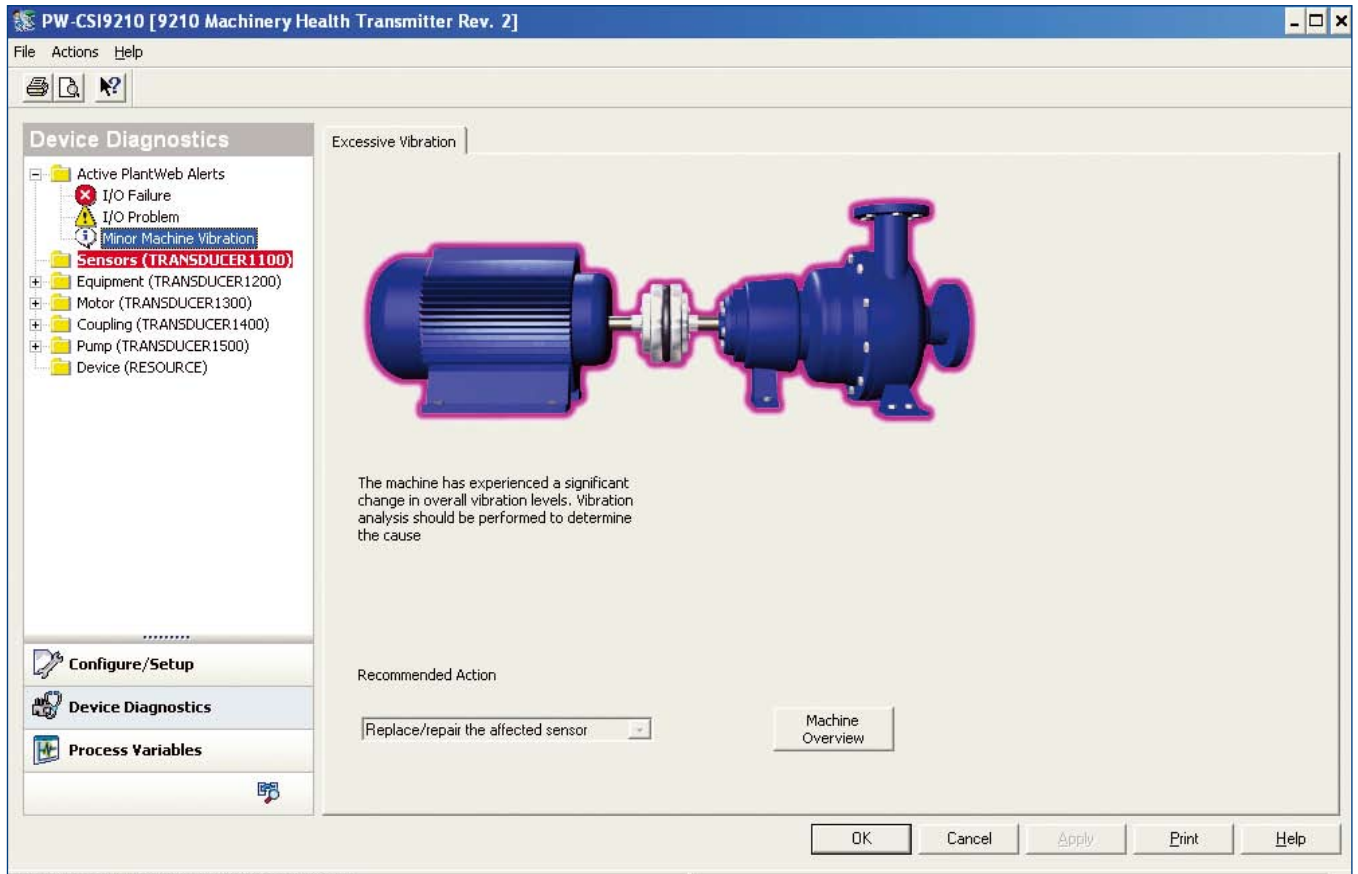 PW-CSI9210 [9210 Machinery Health Transmitter Rev. 2]
File Actions Help
Device Diagnostics
Active PlantWeb Alerts
I/O Failure
I/O Problem
Minor Machine Vibration
Sensors (TRANSDUCER1100)
Equipment (TRANSDUCER1200)
Motor (TRANSDUCER1300)
Coupling (TRANSDUCER1400)
Pump (TRANSDUCER1500)
Device (RESOURCE)
Configure/Setup
Device Diagnostics
Process Variables
Excessive Vibration
The machine has experienced a significant
change in overall vibration levels. Vibration
analysis should be performed to determine
the cause
Recommended Action
Replace/repair the affected sensor
Machine
Overview
OK Cancel Apply Print Help